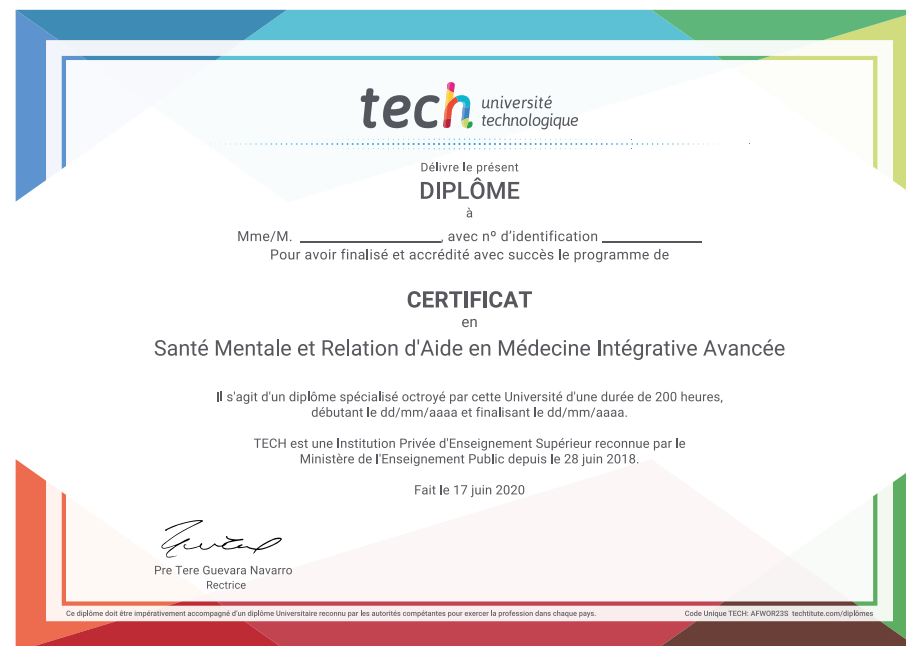 tech université
technologique
Délivre le présent
DIPLÔME
à
Mme/M. ____________________, avec nº d'identification ______________
Pour avoir finalisé et accrédité avec succès le programme de
CERTIFICAT
en
Santé Mentale et Relation d'Aide en Médecine Intégrative Avancée
Il s'agit d'un diplôme spécialisé octroyé par cette Université d'une durée de 200 heures,
débutant le dd/mm/aaaa et finalisant le dd/mm/aaaa.
TECH est une Institution Privée d'Enseignement Supérieur reconnue par le
Ministère de l'Enseignement Public depuis le 28 juin 2018.
Fait le 17 juin 2020
Pre Tere Guevara Navarro
Rectrice
Ce diplôme doit être impérativement accompagné d'un diplôme Universitaire reconnu par les autorités compétantes pour exercer la profession dans chaque pays.
Code Unique TECH: AFWOR23S techtitute.com/diplômes